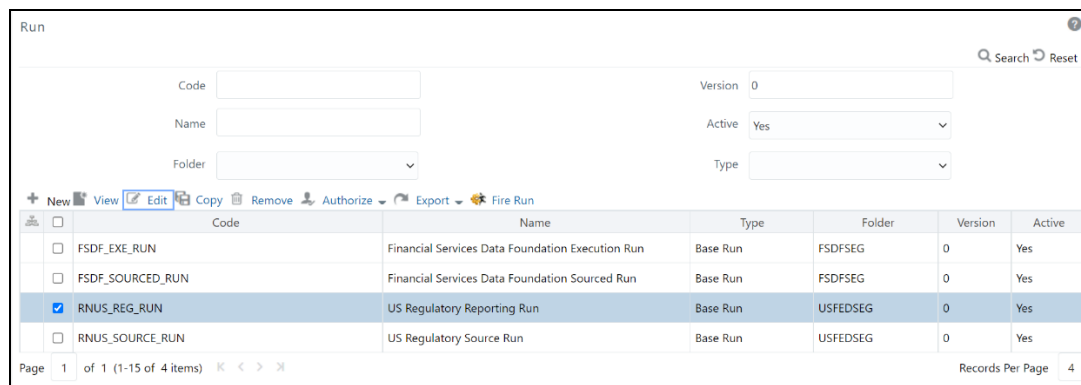 Run
Search Reset
Code Version 0
Name Active Yes
Folder Type
New View Edit Copy Remove Authorize Export Fire Run
Code Name Type Folder Version Active
FSDF_EXE_RUN Financial Services Data Foundation Execution Run Base Run FSDFSEG 0 Yes
FSDF_SOURCED_RUN Financial Services Data Foundation Sourced Run Base Run FSDFSEG 0 Yes
RNUS_REG_RUN US Regulatory Reporting Run Base Run USFEDSEG 0 Yes
RNUS_SOURCE_RUN US Regulatory Source Run Base Run USFEDSEG 0 Yes
Page 1 of 1 (1-15 of 4 items) Records Per Page 4